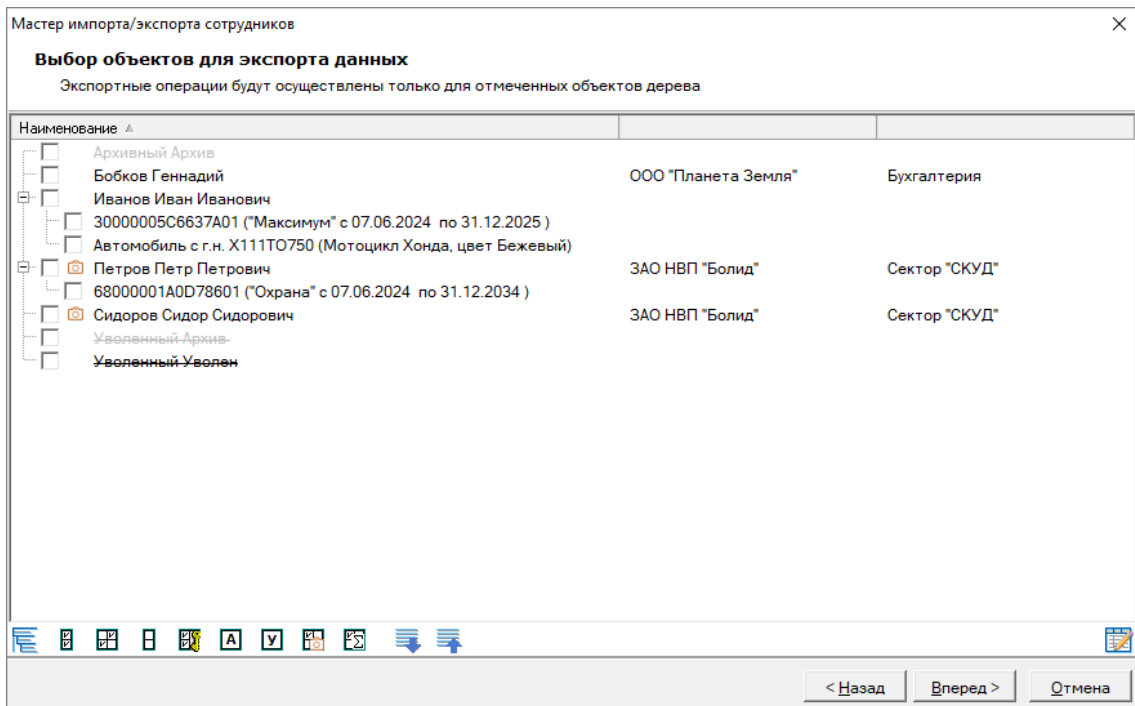 Мастер импорта/экспорта сотрудников
Выбор объектов для экспорта данных
Экспортные операции будут осуществлены только для отмеченных объектов дерева
Наименование
Архивный Архив
Бобков Геннадий ООО "Планета Земля" Бухгалтерия
Иванов Иван Иванович
30000005C6637A01 ("Максимум" с 07.06.2024 по 31.12.2025 )
Автомобиль с г.н. Х111ТО750 (Мотоцикл Хонда, цвет Бежевый)
Петров Петр Петрович ЗАО НВП "Болид" Сектор "СКУД"
68000001A0D78601 ("Охрана" с 07.06.2024 по 31.12.2034 )
Сидоров Сидор Сидорович ЗАО НВП "Болид" Сектор "СКУД"
Уволенный Архив
Уволенный Уволен
А У
< Назад Вперед > Отмена